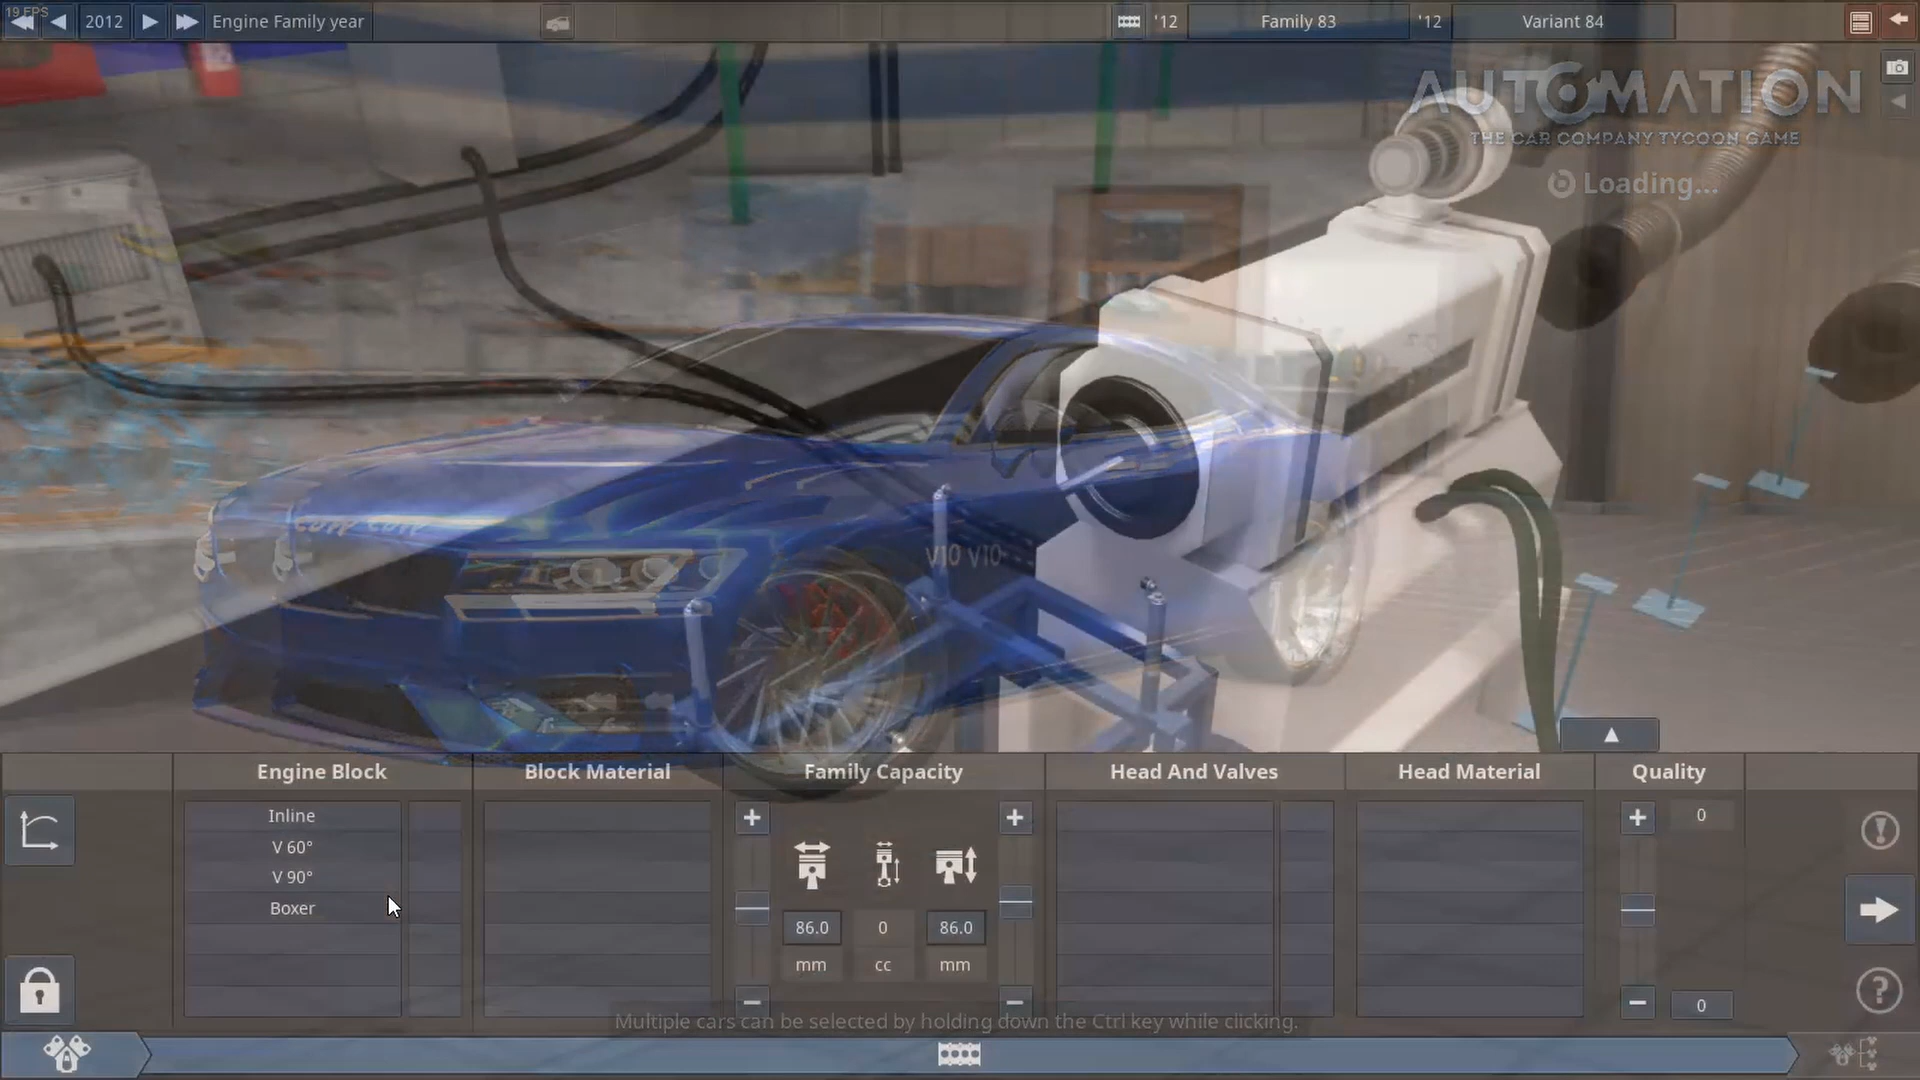 19 FPS
2012
Engine Family year
'12
Family 83
'12
Variant 84
AUTOMATION
THE CAR COMPANY TYCOON GAME
Loading...
V10 V10
Engine Block
Block Material
Family Capacity
Head And Valves
Head Material
Quality
Inline
V 60°
V 90°
Boxer
86.0
0
86.0
mm
cc
mm
0
0
Multiple cars can be selected by holding down the Ctrl key while clicking.